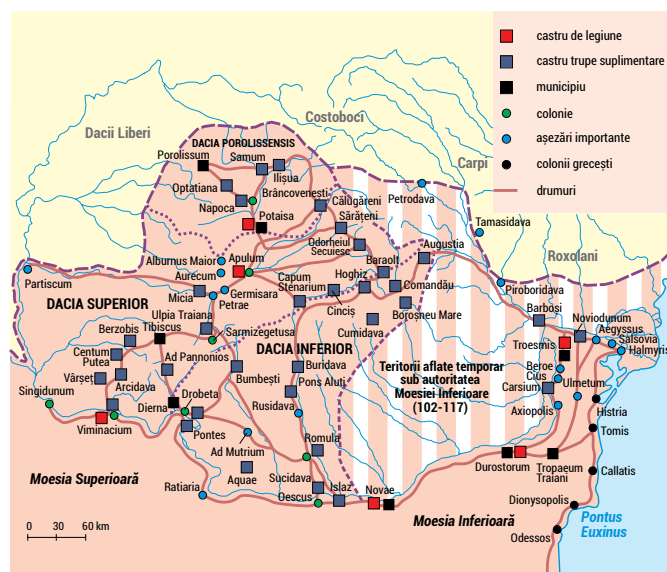 castru de legiune
castru trupe suplimentare
municipiu
colonie
așezări importante
colonii grecești
drumuri
Costoboci
Dacii Liberi
Carpi
Roxolani
DACIA POROLISSENSIS
Porolissum
Samum
Ilișua
Optatiana
Brâncovenești
Napoca
Potaisa
Călugăreni
Sărățeni
Petrodava
Tamasidava
Odorheiul
Secuiesc
Augustia
Alburnus Maior
Apulum
Aurecum
Baraolt
Partiscum
Capum
Stenarium
Hoghiz
Comandău
Piroboridava
DACIA SUPERIOR
Micia
Germisara
Petrae
Cinciș
Boroșneu Mare
Barboși
Noviodunum
Aegyssus
Salsovia
Halmyris
Ulpia Traiana
Sarmizegetusa
Cumidava
Troesmis
Berzobis
Tibiscus
DACIA INFERIOR
Centum
Putea
Ad Pannonios
Buridava
Teritorii aflate temporar
sub autoritatea
Moesiei Inferioare
(102-117)
Beroe
Cius
Ulmetum
Carsium
Vârșeț
Arcidava
Bumbești
Pons Aluti
Singidunum
Dierna
Drobeta
Rusidava
Axiopolis
Histria
Viminacium
Pontes
Ad Mutrium
Romula
Tomis
Aquae
Sucidava
Islaz
Novae
Durostorum
Tropaeum
Traiani
Callatis
Moesia Superioară
Ratiaria
Oescus
Moesia Inferioară
Dionysopolis
Odessos
Pontus
Euxinus
0 30 60 km